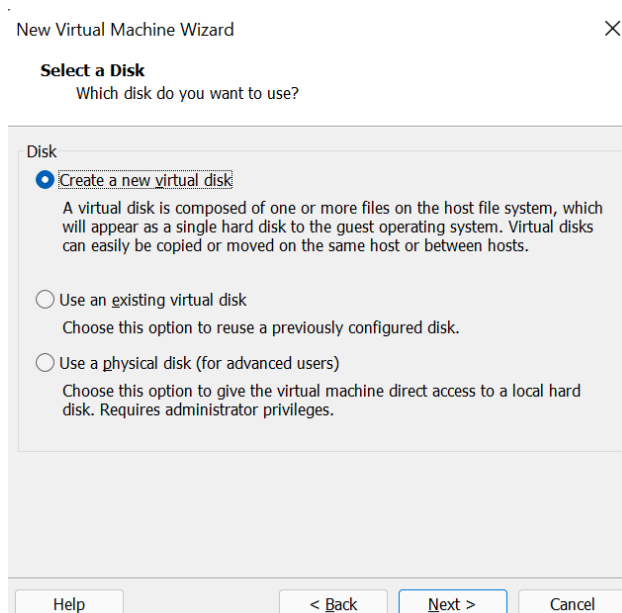 New Virtual Machine Wizard
Select a Disk
Which disk do you want to use?
Disk
Create a new virtual disk
A virtual disk is composed of one or more files on the host file system, which
will appear as a single hard disk to the guest operating system. Virtual disks
can easily be copied or moved on the same host or between hosts.
Use an existing virtual disk
Choose this option to reuse a previously configured disk.
Use a physical disk (for advanced users)
Choose this option to give the virtual machine direct access to a local hard
disk. Requires administrator privileges.
Help < Back Next > Cancel